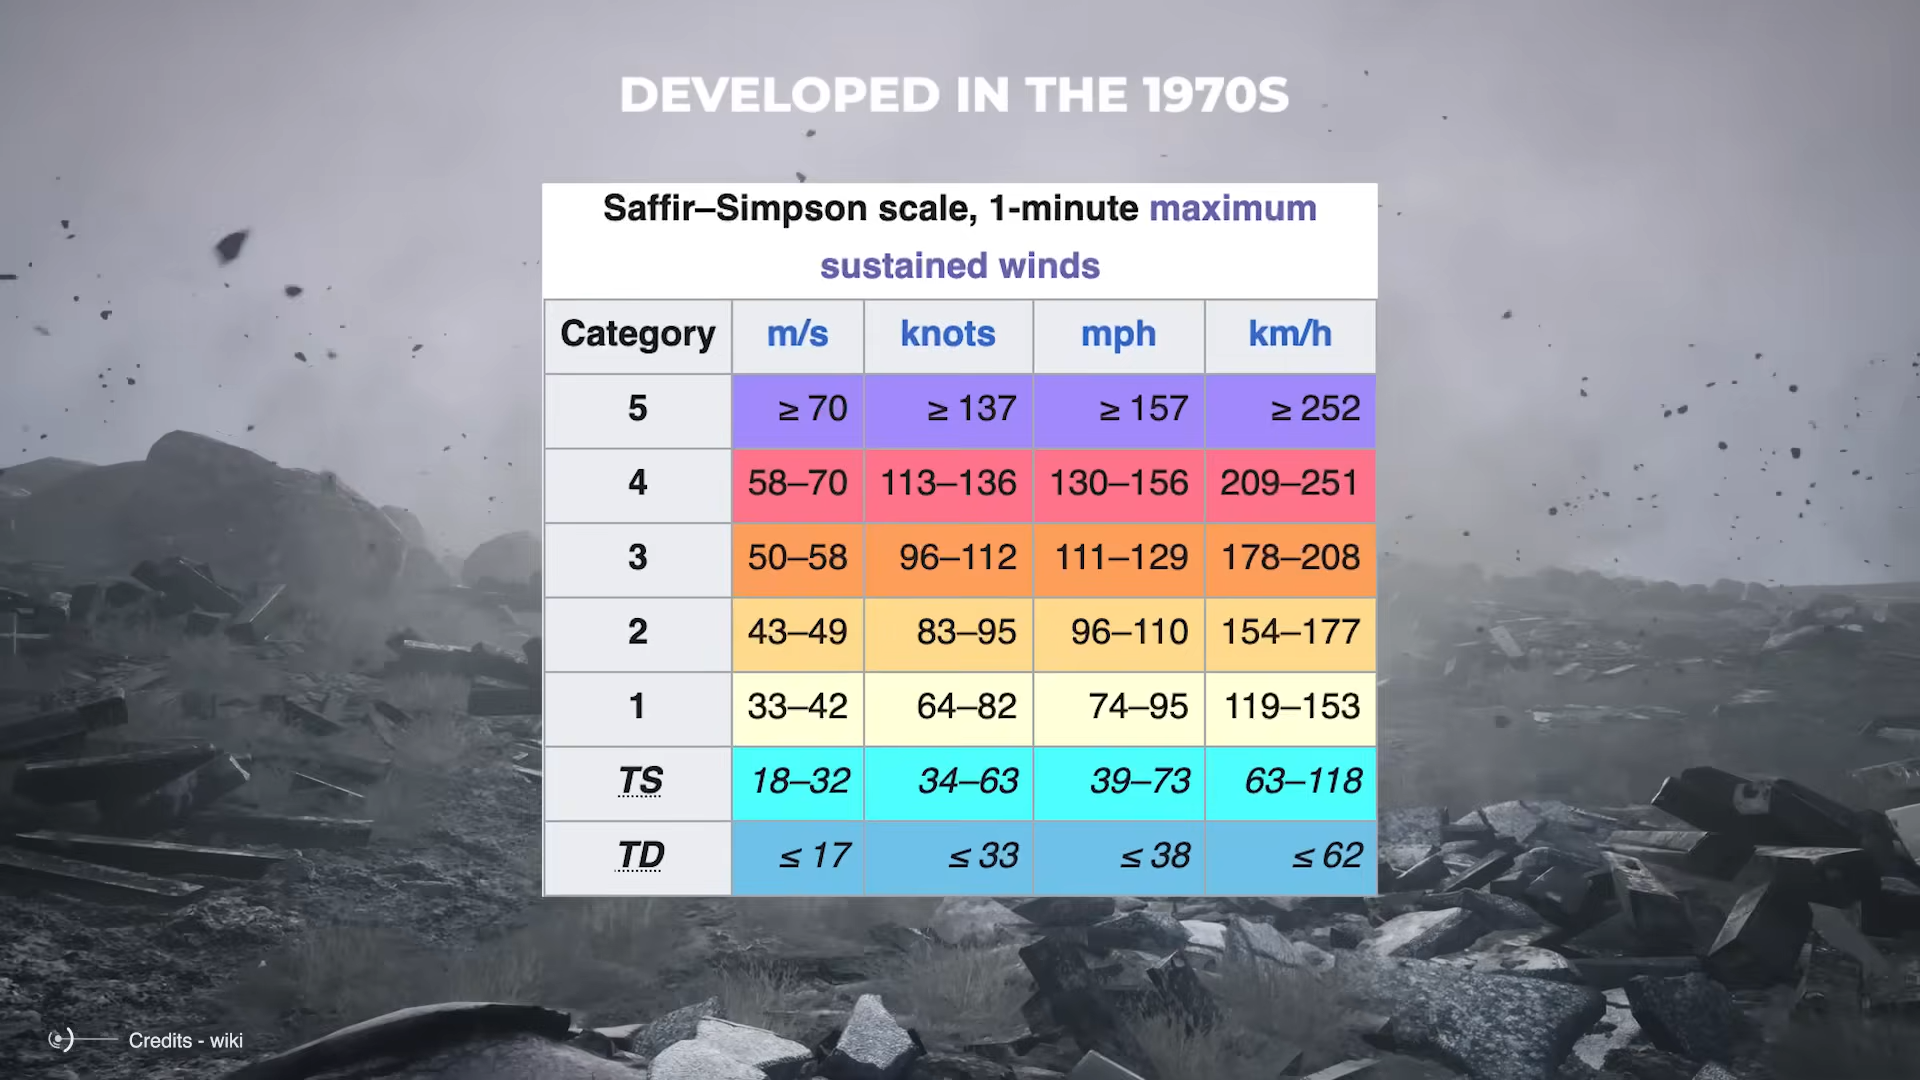 DEVELOPED IN THE 1970S
Saffir–Simpson scale, 1-minute maximum
sustained winds
Category m/s knots mph km/h
5 ≥ 70 ≥ 137 ≥ 157 ≥ 252
4 58–70 113–136 130–156 209–251
3 50–58 96–112 111–129 178–208
2 43–49 83–95 96–110 154–177
1 33–42 64–82 74–95 119–153
TS 18–32 34–63 39–73 63–118
TD ≤ 17 ≤ 33 ≤ 38 ≤ 62
Credits - wiki